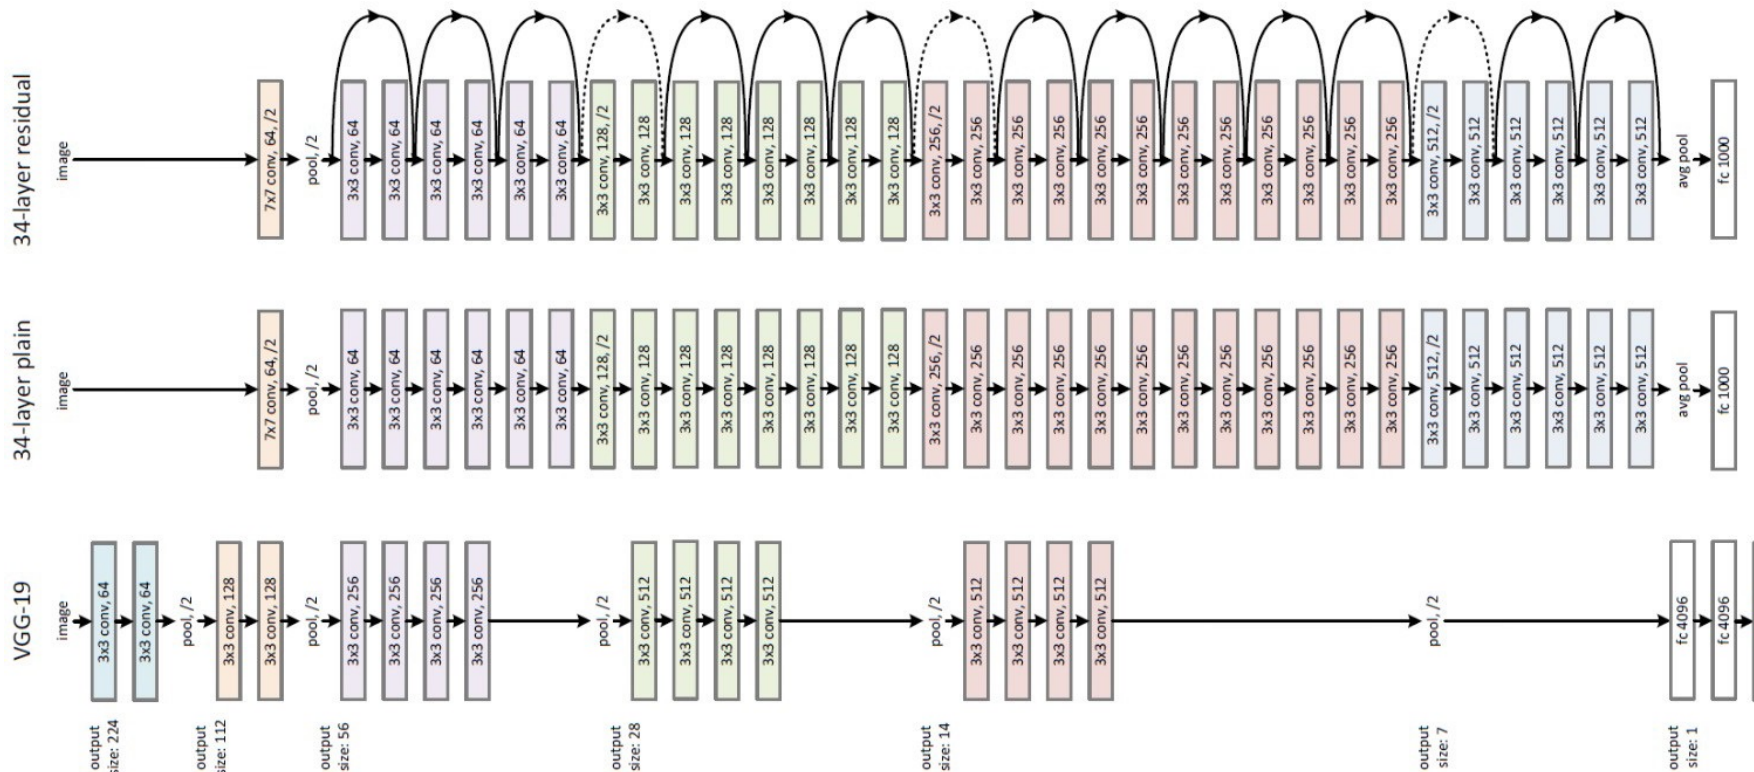 34-layer residual
image
7x7 conv, 64, /2
pool, /2
3x3 conv, 64
3x3 conv, 64
3x3 conv, 64
3x3 conv, 64
3x3 conv, 64
3x3 conv, 64
3x3 conv, 128, /2
3x3 conv, 128
3x3 conv, 128
3x3 conv, 128
3x3 conv, 128
3x3 conv, 128
3x3 conv, 128
3x3 conv, 128
3x3 conv, 256, /2
3x3 conv, 256
3x3 conv, 256
3x3 conv, 256
3x3 conv, 256
3x3 conv, 256
3x3 conv, 256
3x3 conv, 256
3x3 conv, 256
3x3 conv, 256
3x3 conv, 256
3x3 conv, 256
3x3 conv, 512, /2
3x3 conv, 512
3x3 conv, 512
3x3 conv, 512
3x3 conv, 512
3x3 conv, 512
avg pool
fc 1000
34-layer plain
image
7x7 conv, 64, /2
pool, /2
3x3 conv, 64
3x3 conv, 64
3x3 conv, 64
3x3 conv, 64
3x3 conv, 64
3x3 conv, 64
3x3 conv, 128, /2
3x3 conv, 128
3x3 conv, 128
3x3 conv, 128
3x3 conv, 128
3x3 conv, 128
3x3 conv, 128
3x3 conv, 128
3x3 conv, 256, /2
3x3 conv, 256
3x3 conv, 256
3x3 conv, 256
3x3 conv, 256
3x3 conv, 256
3x3 conv, 256
3x3 conv, 256
3x3 conv, 256
3x3 conv, 256
3x3 conv, 256
3x3 conv, 256
3x3 conv, 512, /2
3x3 conv, 512
3x3 conv, 512
3x3 conv, 512
3x3 conv, 512
3x3 conv, 512
avg pool
fc 1000
VGG-19
image
3x3 conv, 64
3x3 conv, 64
pool, /2
3x3 conv, 128
3x3 conv, 128
pool, /2
3x3 conv, 256
3x3 conv, 256
3x3 conv, 256
3x3 conv, 256
pool, /2
3x3 conv, 512
3x3 conv, 512
3x3 conv, 512
3x3 conv, 512
pool, /2
3x3 conv, 512
3x3 conv, 512
3x3 conv, 512
3x3 conv, 512
pool, /2
fc 4096
fc 4096
output
size: 224
output
size: 112
output
size: 56
output
size: 28
output
size: 14
output
size: 7
output
size: 1